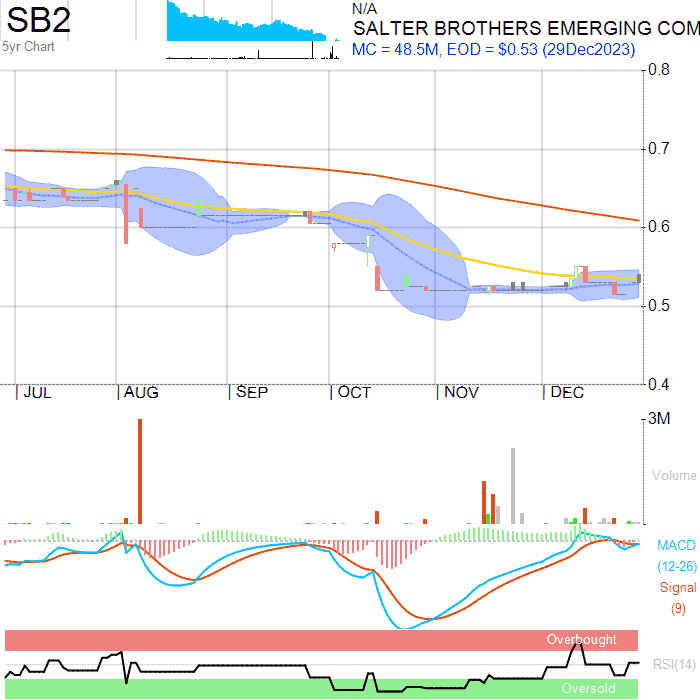 SB2
5yr Chart
N/A
SALTER BROTHERS EMERGING COM
MC = 48.5M, EOD = $0.53 (29Dec2023)
0.8
0.7
0.6
0.5
0.4
JUL AUG SEP OCT NOV DEC
3M
Volume
MACD
(12-26)
Signal
(9)
Overbought
RSI(14)
Oversold